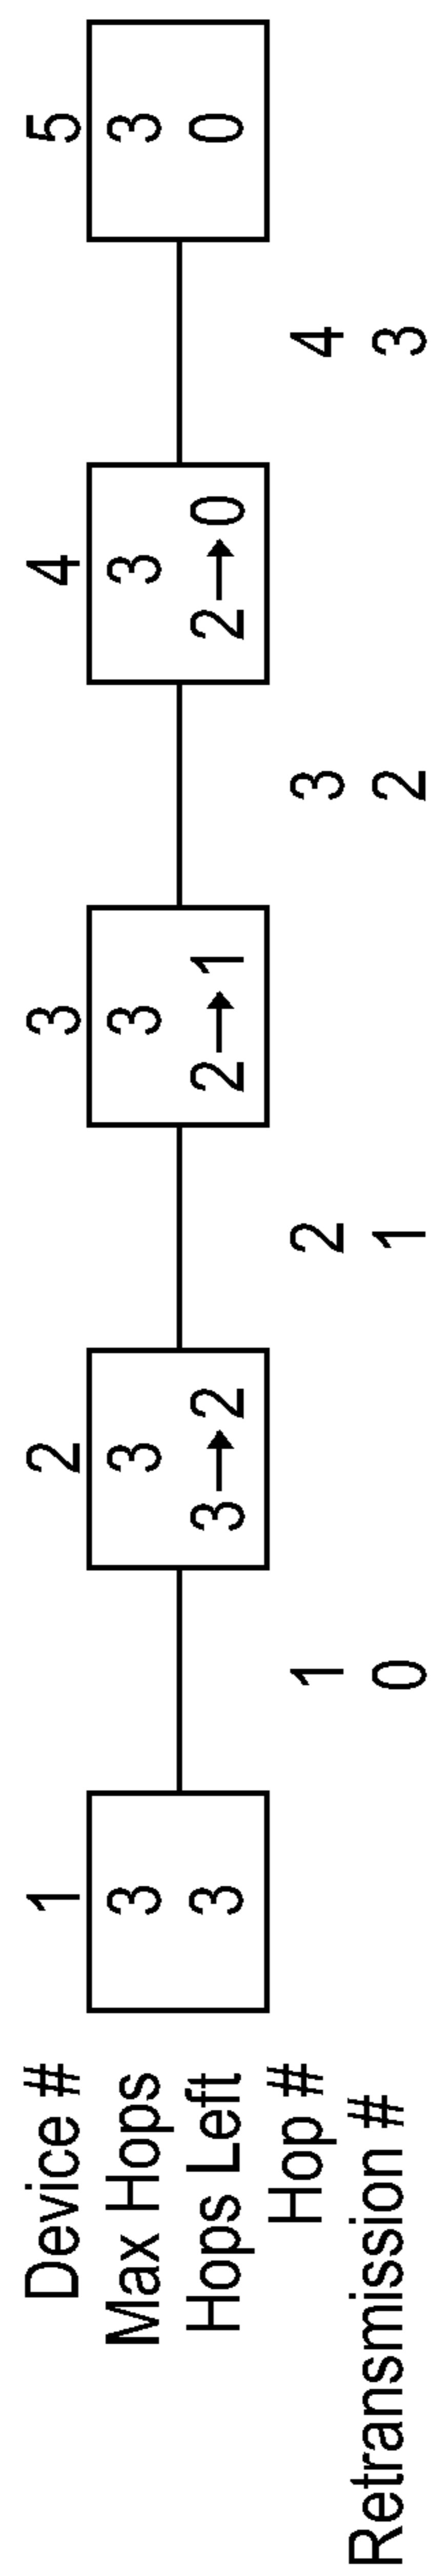 Device # 1 2 3 4 5
Max Hops 3 3 3 3 3
Hops Left 3 3→2 2→1 2→0 0
Hop # 1 2 3 4
Retransmission # 0 1 2 3